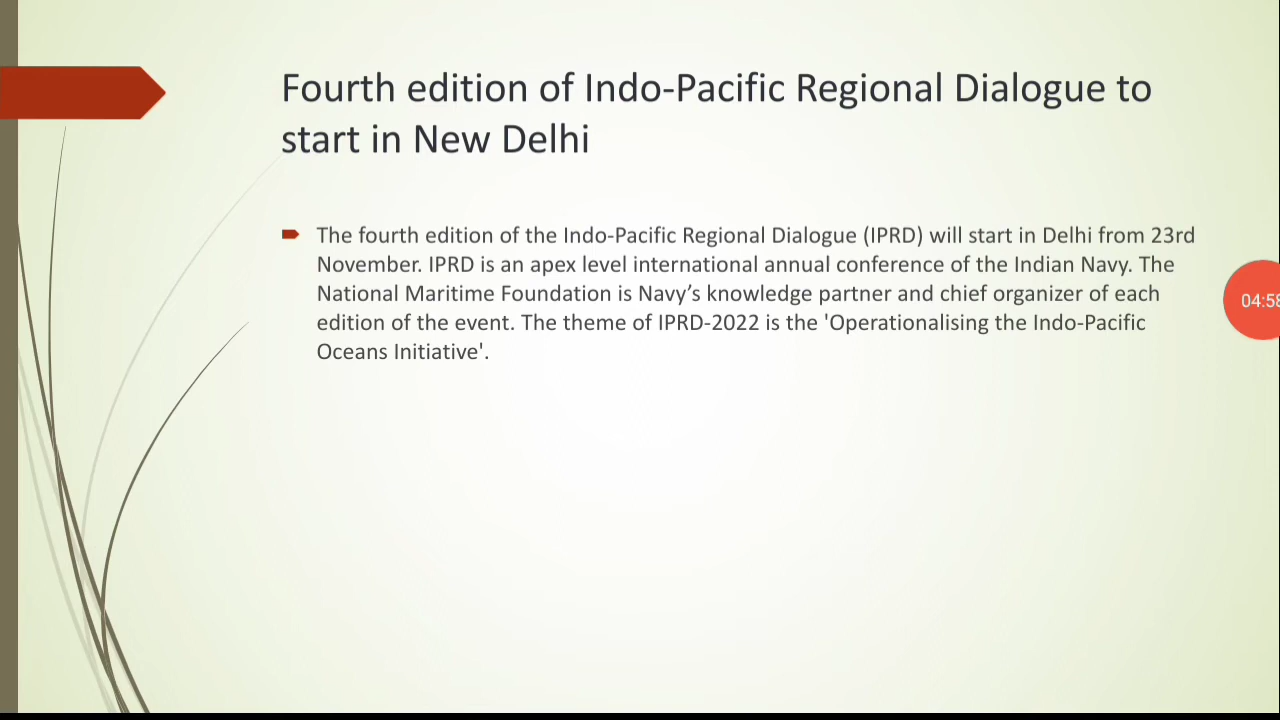 Fourth edition of Indo-Pacific Regional Dialogue to
start in New Delhi
The fourth edition of the Indo-Pacific Regional Dialogue (IPRD) will start in Delhi from 23rd
November. IPRD is an apex level international annual conference of the Indian Navy. The
National Maritime Foundation is Navy’s knowledge partner and chief organizer of each
edition of the event. The theme of IPRD-2022 is the 'Operationalising the Indo-Pacific
Oceans Initiative'.
04:58